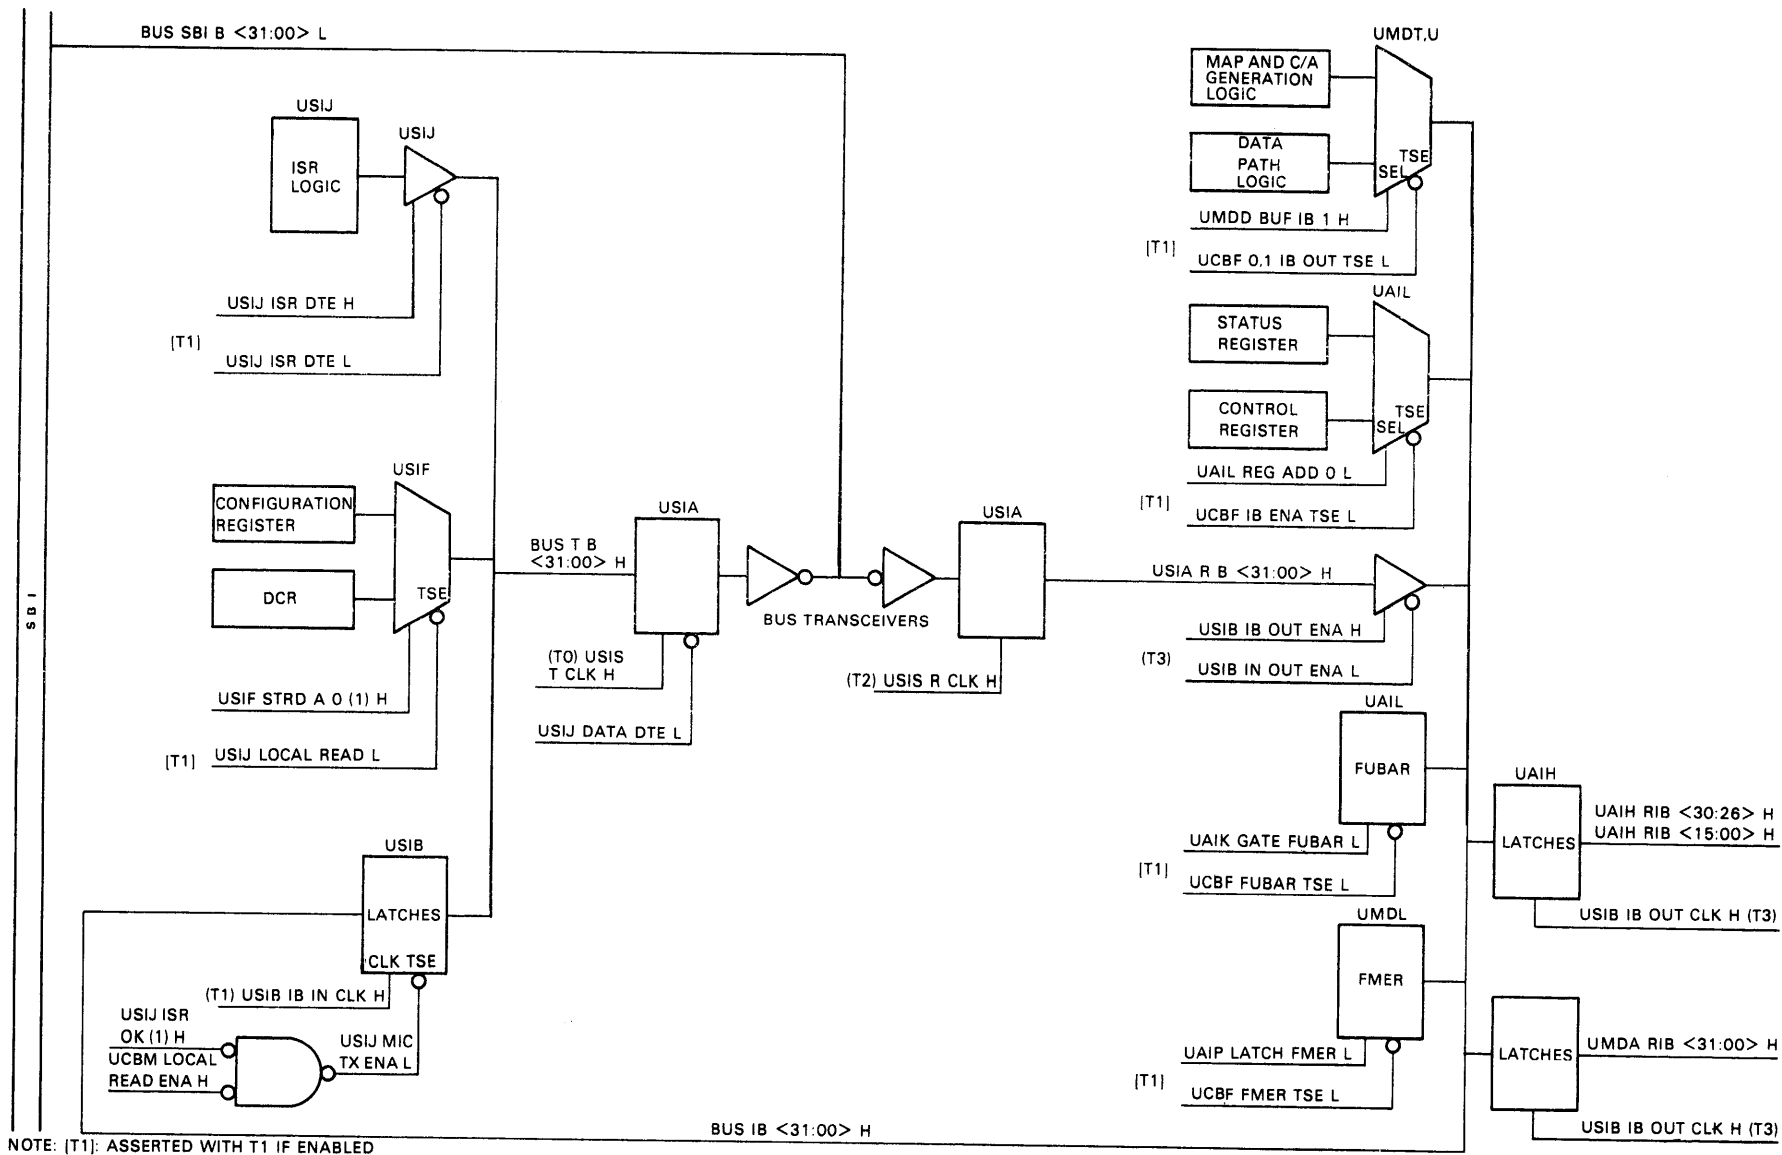 BUS SBI B <31:00> L
SBI
USIJ
ISR
LOGIC
USIJ
USIJ ISR DTE H
[T1]
USIJ ISR DTE L
USIF
CONFIGURATION
REGISTER
DCR
TSE
USIF STRD A 0 (1) H
[T1]
USIJ LOCAL READ L
USIB
LATCHES
CLK TSE
(T1) USIB IB IN CLK H
USIJ ISR
OK (1) H
UCBM LOCAL
READ ENA H
USIJ MIC
TX ENA L
BUS T B
<31:00> H
USIA
(T0) USIS
T CLK H
USIJ DATA DTE L
BUS TRANSCEIVERS
USIA
(T2) USIS R CLK H
UMDT,U
MAP AND C/A
GENERATION
LOGIC
DATA
PATH
LOGIC
TSE
SEL
UMDD BUF IB 1 H
[T1]
UCBF 0,1 IB OUT TSE L
UAIL
STATUS
REGISTER
CONTROL
REGISTER
TSE
SEL
UAIL REG ADD 0 L
[T1]
UCBF IB ENA TSE L
USIA R B <31:00> H
USIB IB OUT ENA H
(T3)
USIB IN OUT ENA L
UAIL
FUBAR
UAIK GATE FUBAR L
[T1]
UCBF FUBAR TSE L
UMDL
FMER
UAIP LATCH FMER L
[T1]
UCBF FMER TSE L
UAIH
LATCHES
UAIH RIB <30:26> H
UAIH RIB <15:00> H
USIB IB OUT CLK H (T3)
LATCHES
UMDA RIB <31:00> H
USIB IB OUT CLK H (T3)
BUS IB <31:00> H
NOTE: [T1]: ASSERTED WITH T1 IF ENABLED